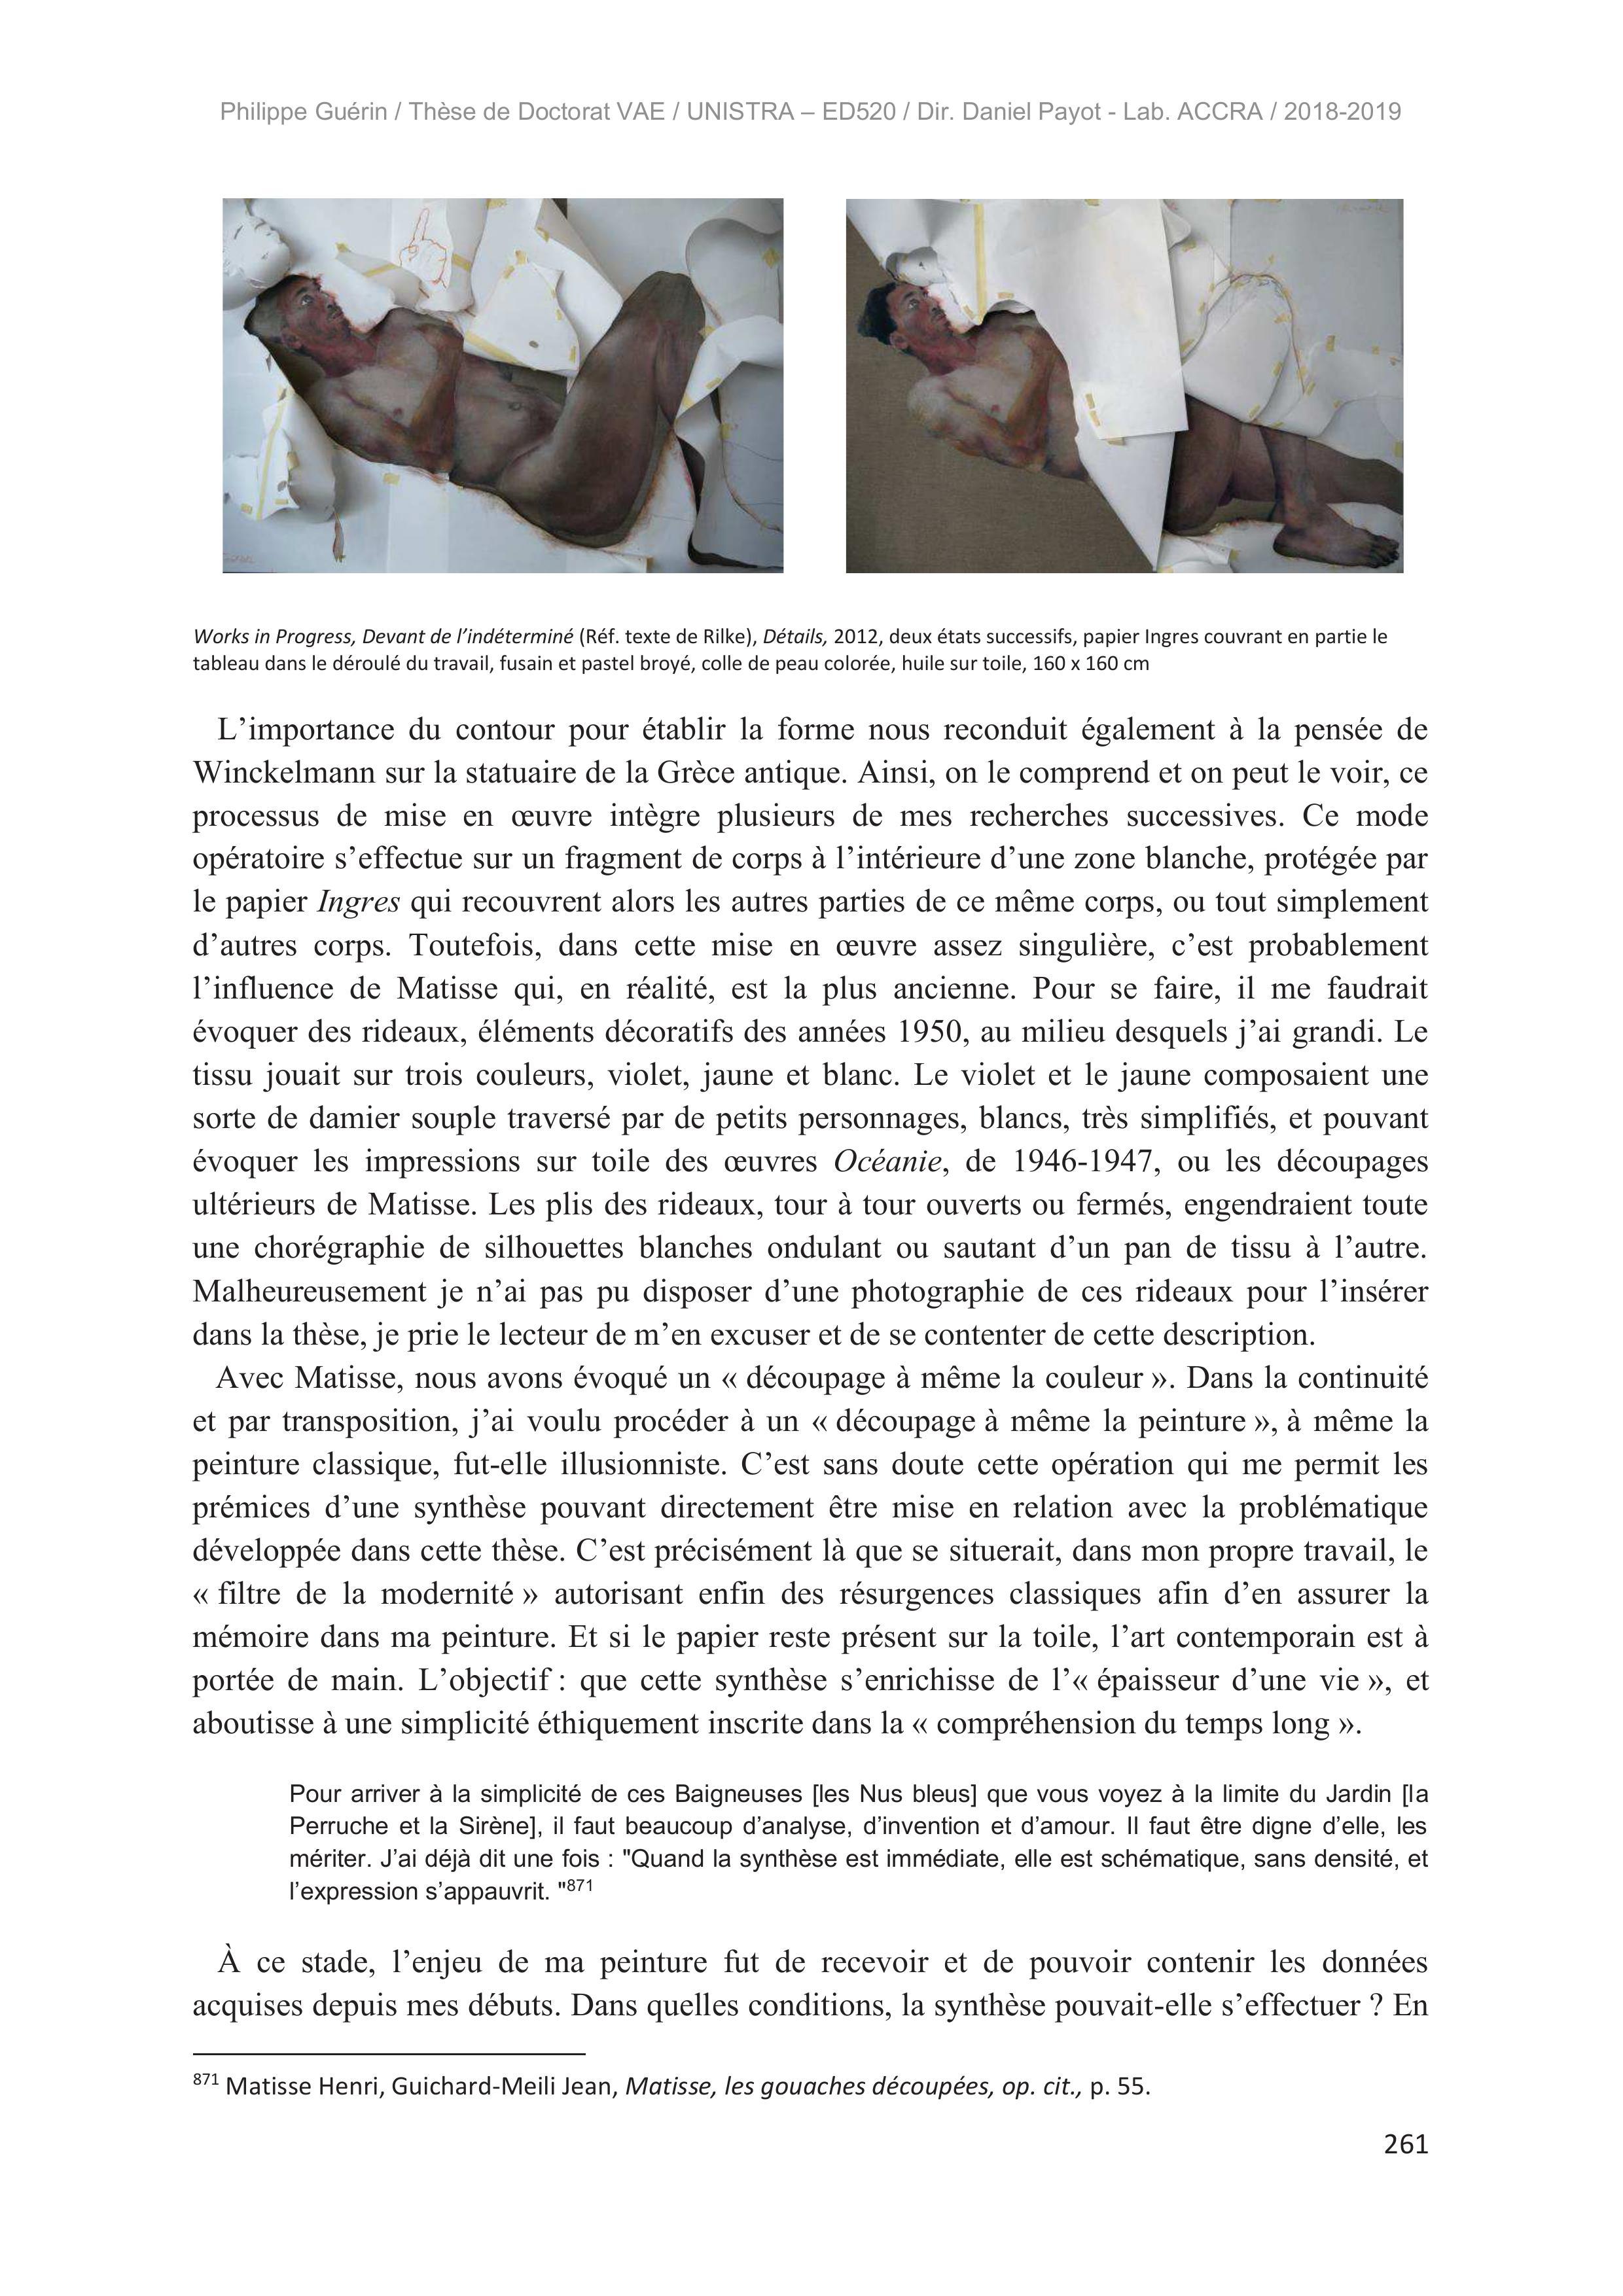 Philippe Guérin / Thèse de Doctorat VAE / UNISTRA – ED520 / Dir. Daniel Payot - Lab. ACCRA / 2018-2019
Works in Progress, Devant de l’indéterminé (Réf. texte de Rilke), Détails, 2012, deux états successifs, papier Ingres couvrant en partie le
tableau dans le déroulé du travail, fusain et pastel broyé, colle de peau colorée, huile sur toile, 160 x 160 cm
L’importance du contour pour établir la forme nous reconduit également à la pensée de
Winckelmann sur la statuaire de la Grèce antique. Ainsi, on le comprend et on peut le voir, ce
processus de mise en œuvre intègre plusieurs de mes recherches successives. Ce mode
opératoire s’effectue sur un fragment de corps à l’intérieure d’une zone blanche, protégée par
le papier Ingres qui recouvrent alors les autres parties de ce même corps, ou tout simplement
d’autres corps. Toutefois, dans cette mise en œuvre assez singulière, c’est probablement
l’influence de Matisse qui, en réalité, est la plus ancienne. Pour se faire, il me faudrait
évoquer des rideaux, éléments décoratifs des années 1950, au milieu desquels j’ai grandi. Le
tissu jouait sur trois couleurs, violet, jaune et blanc. Le violet et le jaune composaient une
sorte de damier souple traversé par de petits personnages, blancs, très simplifiés, et pouvant
évoquer les impressions sur toile des œuvres Océanie, de 1946-1947, ou les découpages
ultérieurs de Matisse. Les plis des rideaux, tour à tour ouverts ou fermés, engendraient toute
une chorégraphie de silhouettes blanches ondulant ou sautant d’un pan de tissu à l’autre.
Malheureusement je n’ai pas pu disposer d’une photographie de ces rideaux pour l’insérer
dans la thèse, je prie le lecteur de m’en excuser et de se contenter de cette description.
Avec Matisse, nous avons évoqué un « découpage à même la couleur ». Dans la continuité
et par transposition, j’ai voulu procéder à un « découpage à même la peinture », à même la
peinture classique, fut-elle illusionniste. C’est sans doute cette opération qui me permit les
prémices d’une synthèse pouvant directement être mise en relation avec la problématique
développée dans cette thèse. C’est précisément là que se situerait, dans mon propre travail, le
« filtre de la modernité » autorisant enfin des résurgences classiques afin d’en assurer la
mémoire dans ma peinture. Et si le papier reste présent sur la toile, l’art contemporain est à
portée de main. L’objectif : que cette synthèse s’enrichisse de l’« épaisseur d’une vie », et
aboutisse à une simplicité éthiquement inscrite dans la « compréhension du temps long ».
Pour arriver à la simplicité de ces Baigneuses [les Nus bleus] que vous voyez à la limite du Jardin [la
Perruche et la Sirène], il faut beaucoup d’analyse, d’invention et d’amour. Il faut être digne d’elle, les
mériter. J’ai déjà dit une fois : "Quand la synthèse est immédiate, elle est schématique, sans densité, et
l’expression s’appauvrit. "871
À ce stade, l’enjeu de ma peinture fut de recevoir et de pouvoir contenir les données
acquises depuis mes débuts. Dans quelles conditions, la synthèse pouvait-elle s’effectuer ? En
871 Matisse Henri, Guichard-Meili Jean, Matisse, les gouaches découpées, op. cit., p. 55.
261